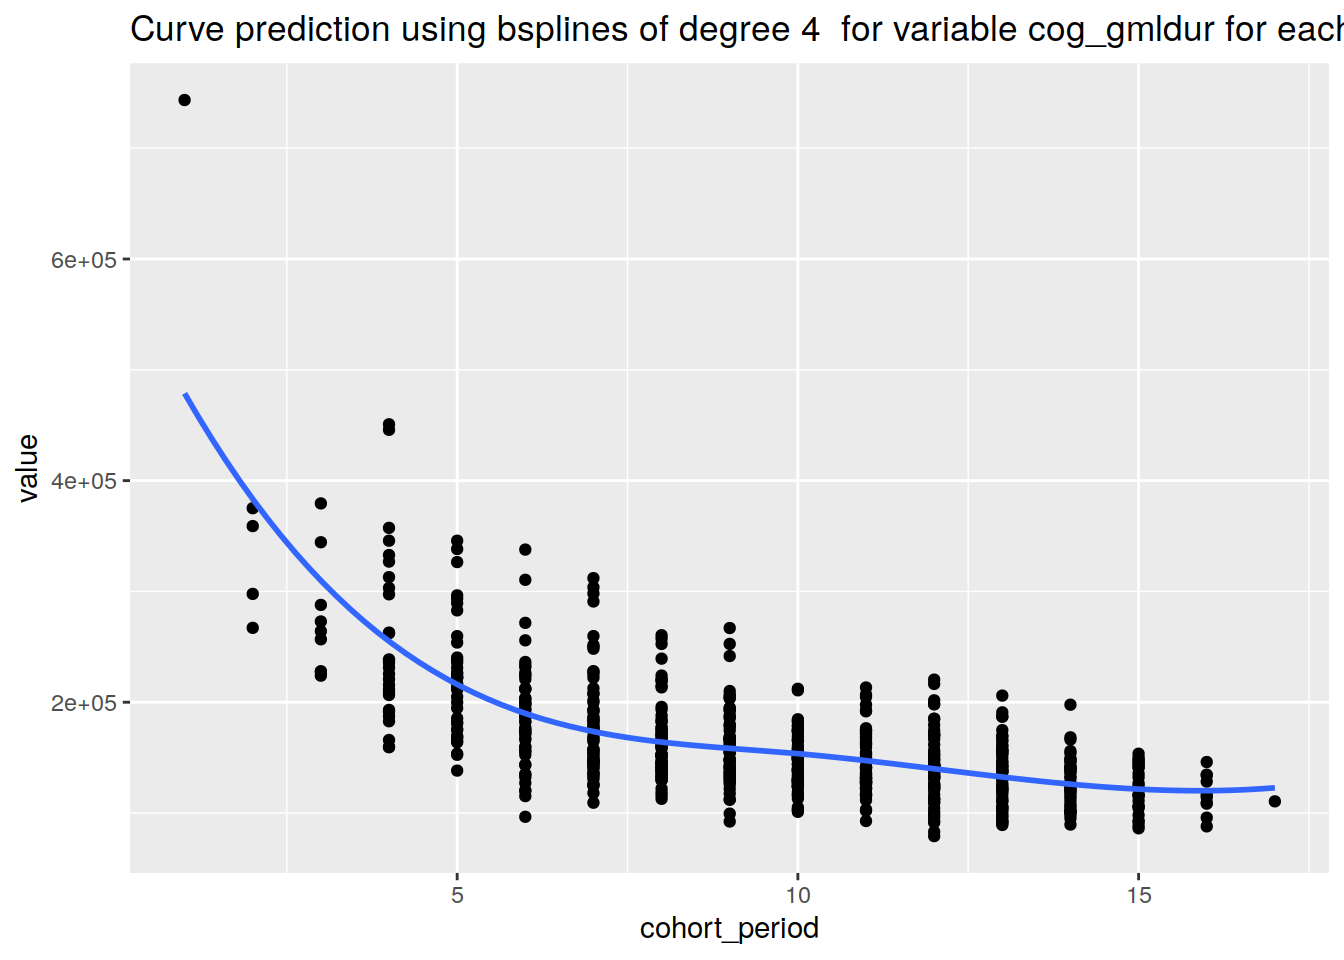 Curve prediction using bsplines of degree 4  for variable cog_gmldur for each
6e+05
4e+05
2e+05
value
5
10
15
cohort_period